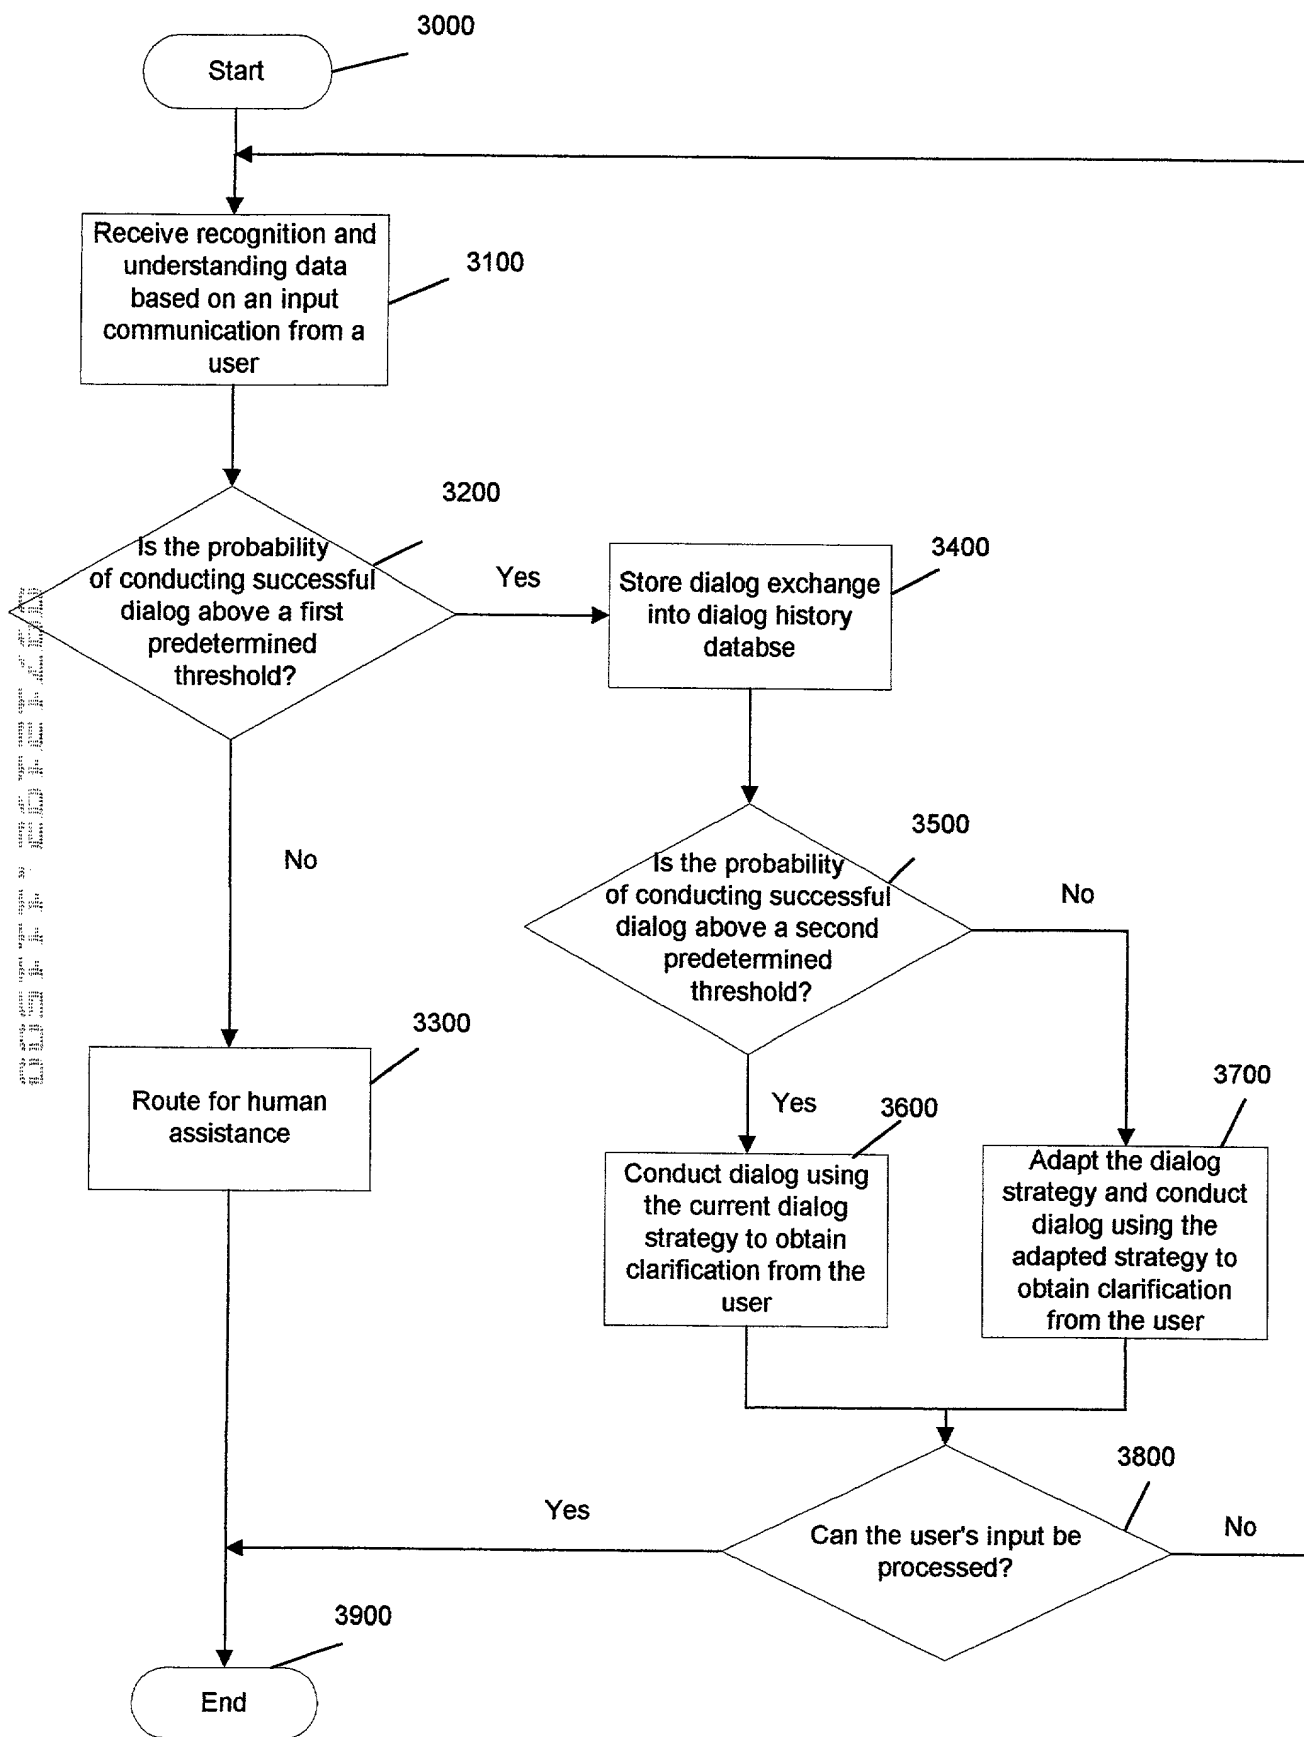 3000
Start
Receive recognition and
understanding data
based on an input
communication from a
user
3100
3200
Is the probability
of conducting successful
dialog above a first
predetermined
threshold?
Yes
No
3400
Store dialog exchange
into dialog history
databse
3500
Is the probability
of conducting successful
dialog above a second
predetermined
threshold?
No
Yes
3300
Route for human
assistance
3600
Conduct dialog using
the current dialog
strategy to obtain
clarification from the
user
3700
Adapt the dialog
strategy and conduct
dialog using the
adapted strategy to
obtain clarification
from the user
3800
Can the user's input be
processed?
Yes
No
3900
End